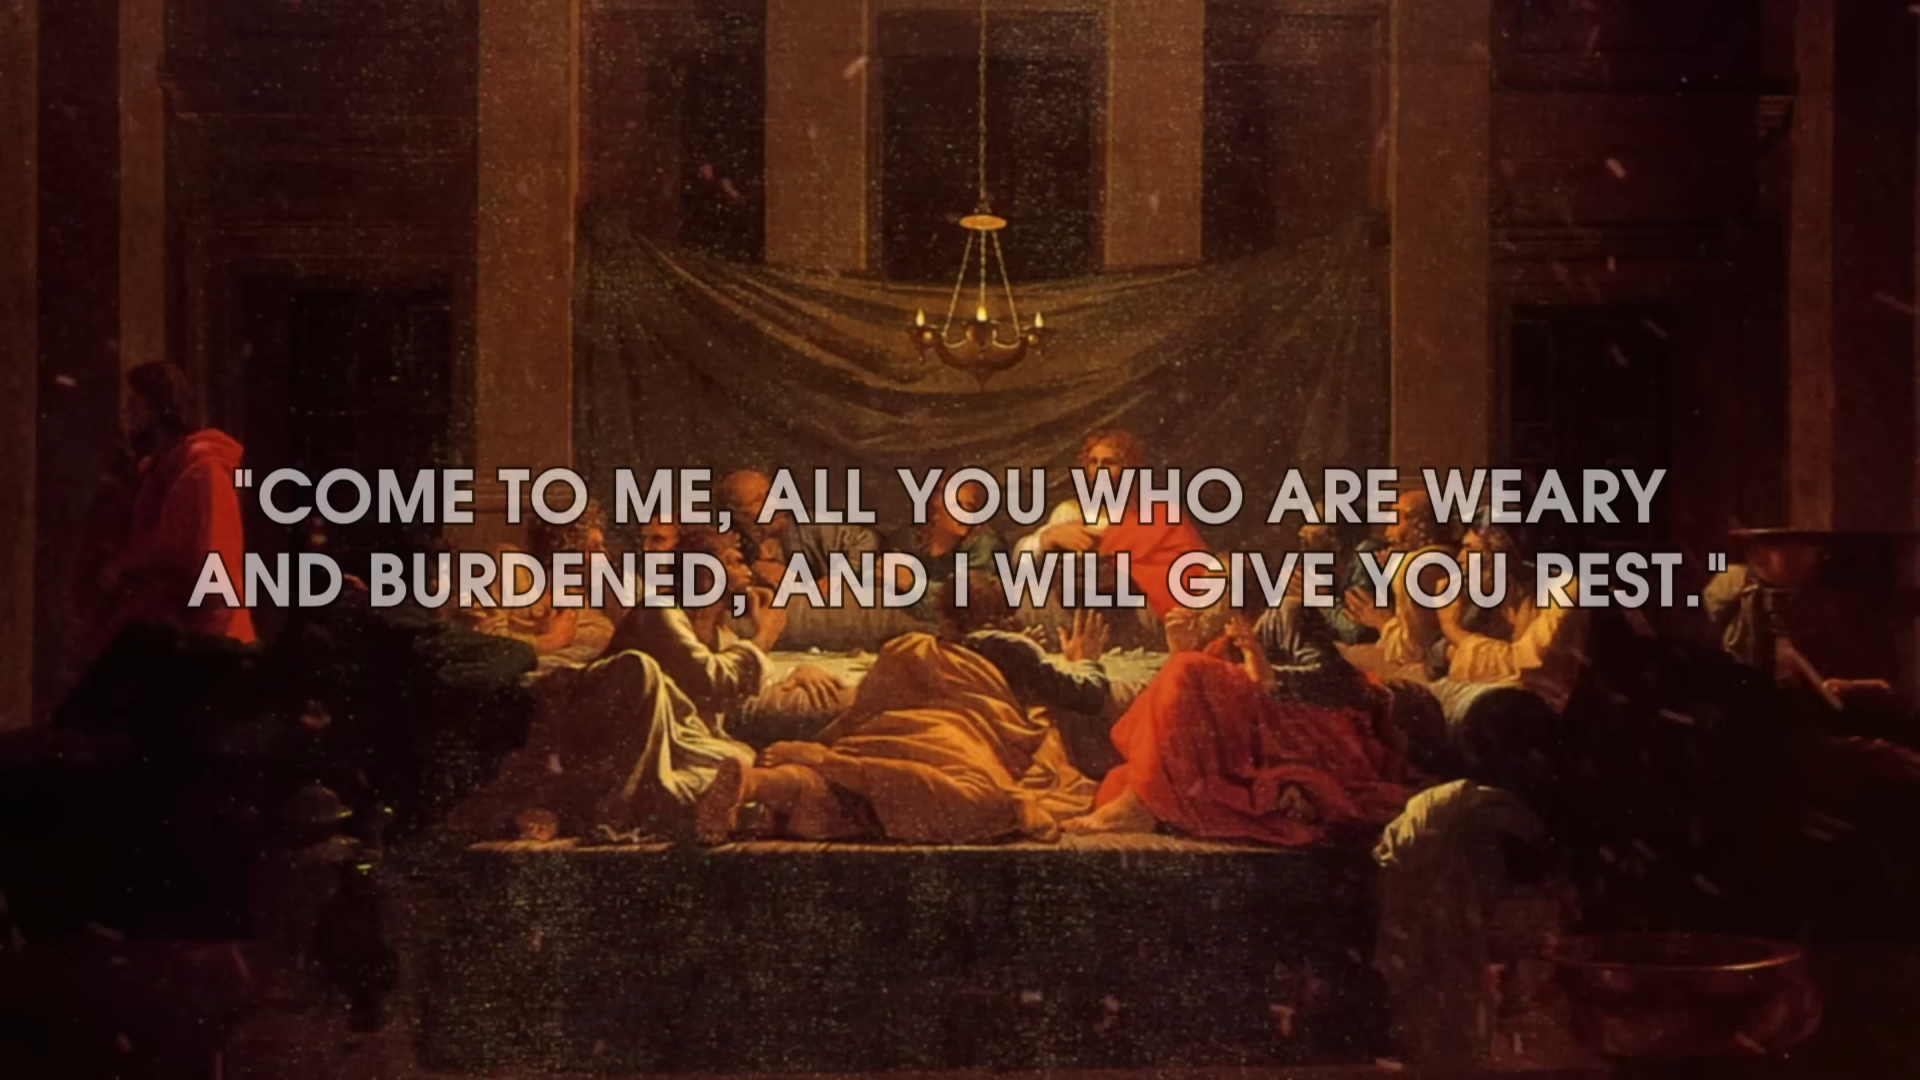 "COME TO ME, ALL YOU WHO ARE WEARY
AND BURDENED, AND I WILL GIVE YOU REST."